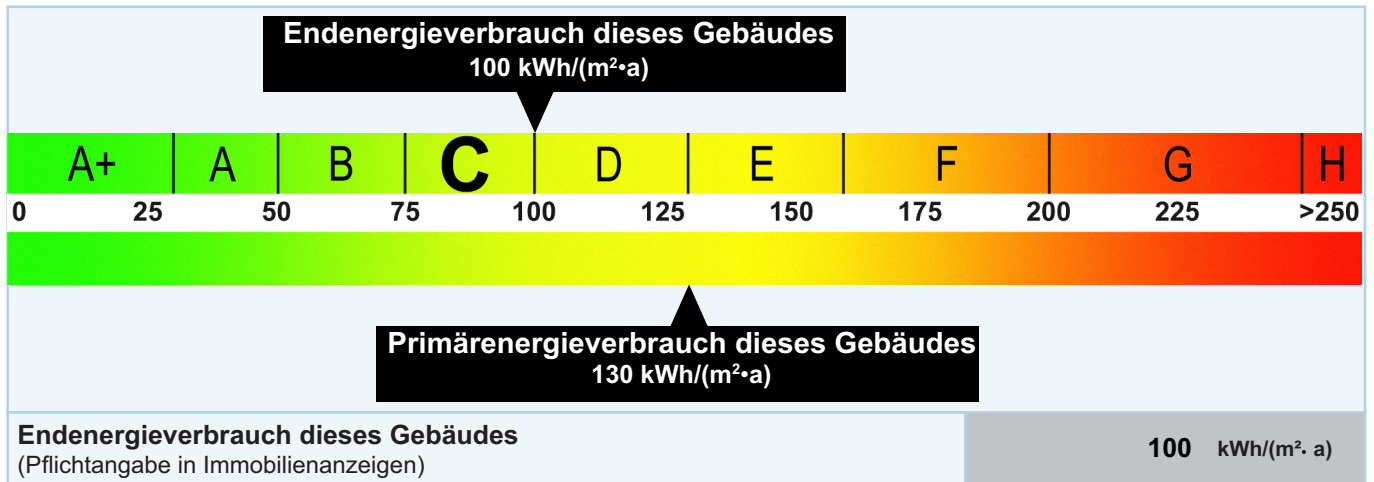 Endenergieverbrauch dieses Gebäudes
100 kWh/(m²•a)
A+ A B C D E F G H
0 25 50 75 100 125 150 175 200 225 >250
Primärenergieverbrauch dieses Gebäudes
130 kWh/(m²•a)
Endenergieverbrauch dieses Gebäudes
(Pflichtangabe in Immobilienanzeigen)
100 kWh/(m²· a)